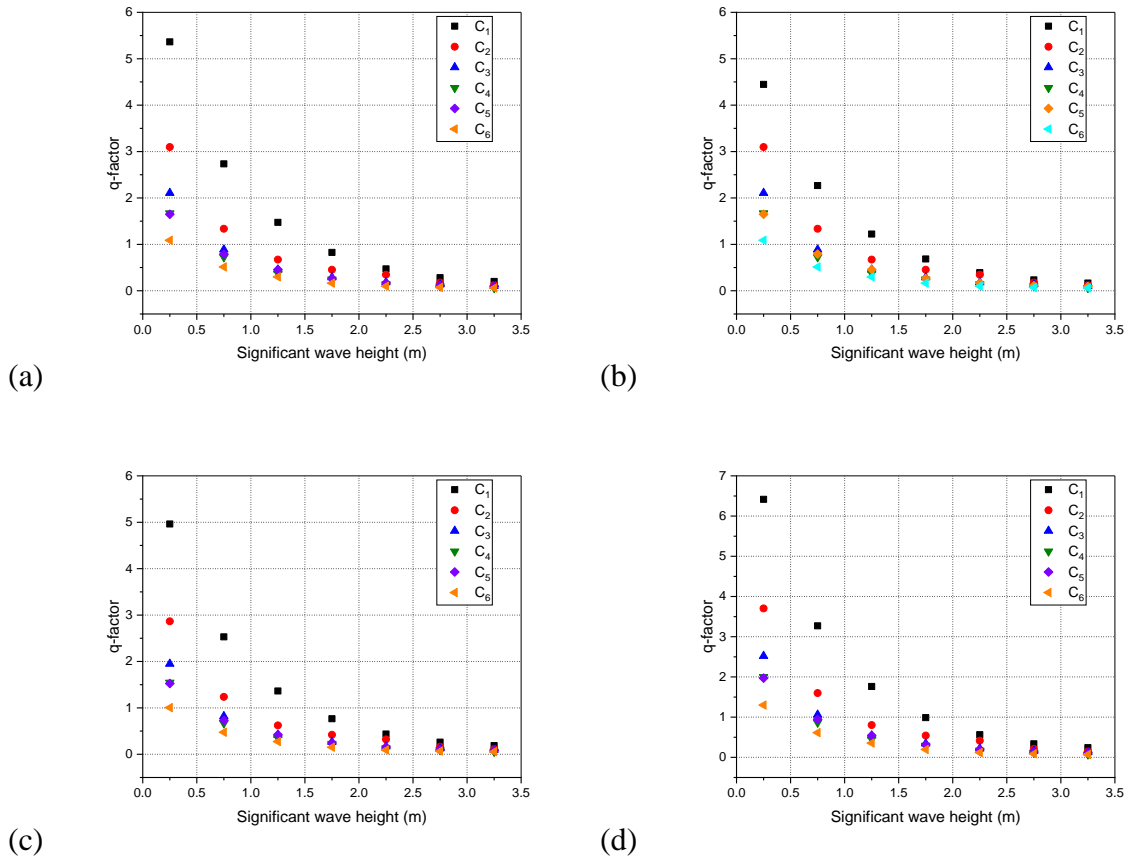 6
5
4
3
2
1
0
q-factor
0.0 0.5 1.0 1.5 2.0 2.5 3.0 3.5
Significant wave height (m)
C₁
C₂
C₃
C₄
C₅
C₆
(a)
6
5
4
3
2
1
0
q-factor
0.0 0.5 1.0 1.5 2.0 2.5 3.0 3.5
Significant wave height (m)
C₁
C₂
C₃
C₄
C₅
C₆
(b)
6
5
4
3
2
1
0
q-factor
0.0 0.5 1.0 1.5 2.0 2.5 3.0 3.5
Significant wave height (m)
C₁
C₂
C₃
C₄
C₅
C₆
(c)
7
6
5
4
3
2
1
0
q-factor
0.0 0.5 1.0 1.5 2.0 2.5 3.0 3.5
Significant wave height (m)
C₁
C₂
C₃
C₄
C₅
C₆
(d)